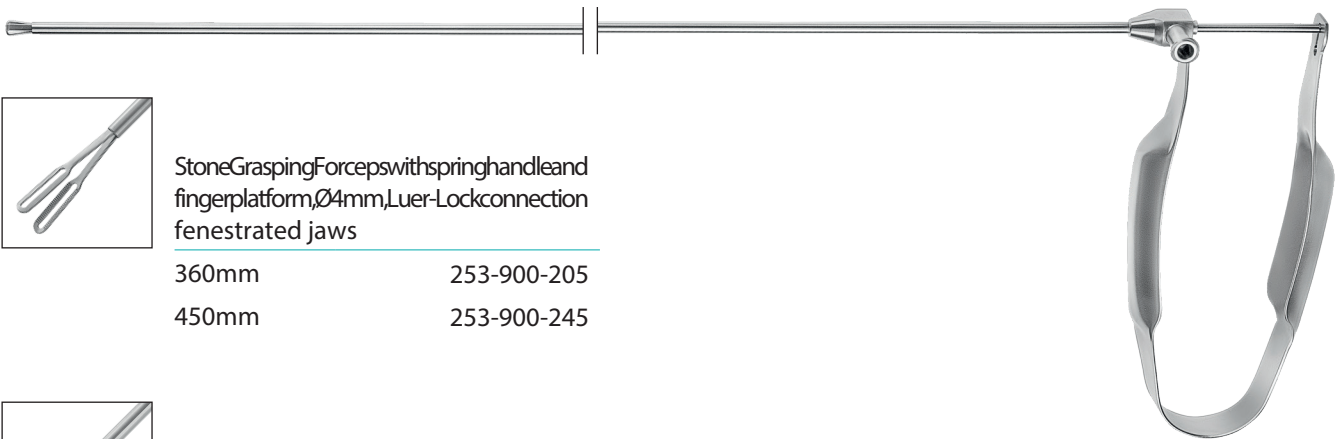 StoneGraspingForcepswithspringhandleand
fingerplatform,Ø4mm,Luer-Lockconnection
fenestrated jaws
360mm 253-900-205
450mm 253-900-245